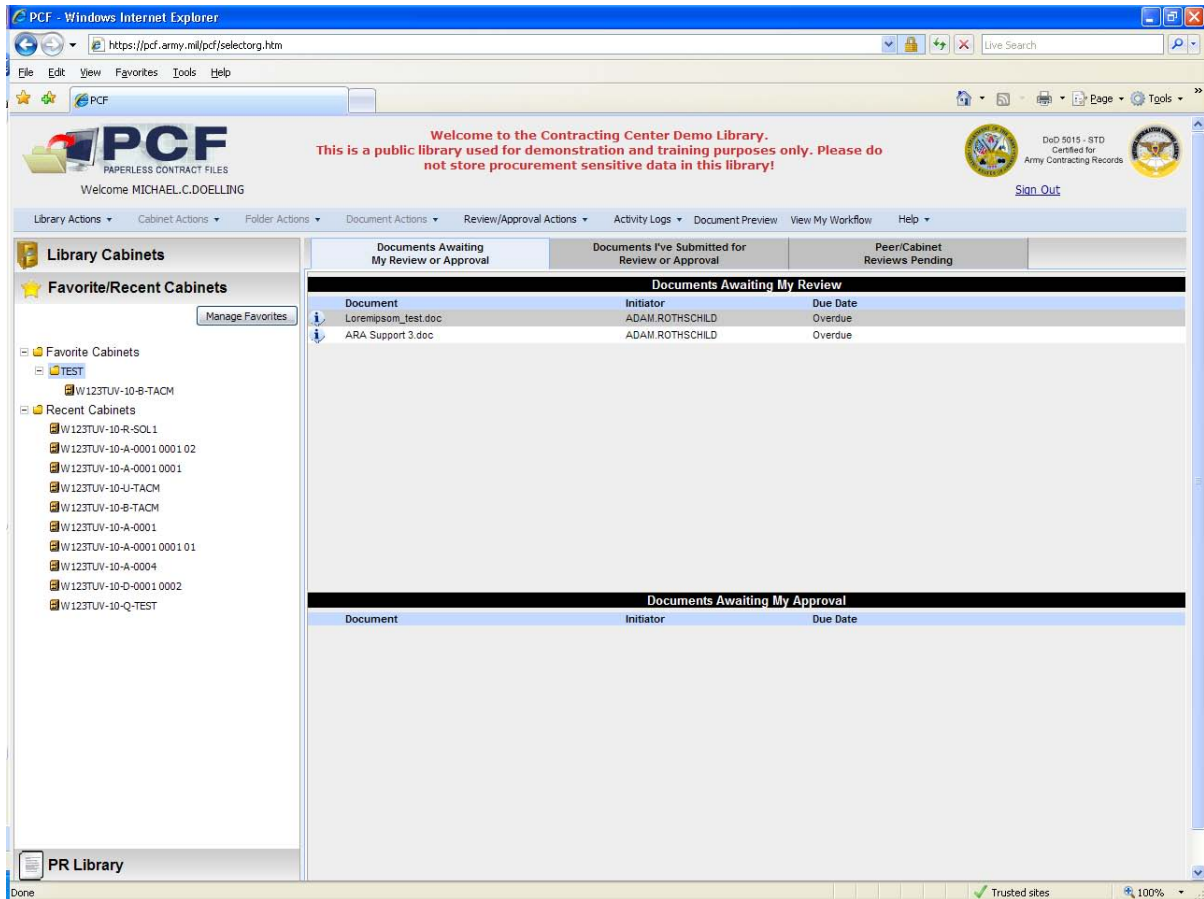 PCF - Windows Internet Explorer
https://pcf.army.mil/pcf/selectorg.htm
Live Search
File Edit View Favorites Tools Help
PCF
Page Tools
PCF
PAPERLESS CONTRACT FILES
Welcome MICHAEL.C.DOELLING
Welcome to the Contracting Center Demo Library.
This is a public library used for demonstration and training purposes only. Please do
not store procurement sensitive data in this library!
DoD 5015 - STD
Certified for
Army Contracting Records
Sign Out
Library Actions Cabinet Actions Folder Actions Document Actions Review/Approval Actions Activity Logs Document Preview View My Workflow Help
Library Cabinets
Favorite/Recent Cabinets
Manage Favorites
Favorite Cabinets
TEST
W123TUV-10-B-TACM
Recent Cabinets
W123TUV-10-R-SOL1
W123TUV-10-A-0001 0001 02
W123TUV-10-A-0001 0001
W123TUV-10-U-TACM
W123TUV-10-B-TACM
W123TUV-10-A-0001
W123TUV-10-A-0001 0001 01
W123TUV-10-A-0004
W123TUV-10-D-0001 0002
W123TUV-10-Q-TEST
PR Library
Documents Awaiting
My Review or Approval
Documents I've Submitted for
Review or Approval
Peer/Cabinet
Reviews Pending
Documents Awaiting My Review
Document Initiator Due Date
Loremipsom_test.doc ADAM.ROTHSCHILD Overdue
ARA Support 3.doc ADAM.ROTHSCHILD Overdue
Documents Awaiting My Approval
Document Initiator Due Date
Done
Trusted sites
100%